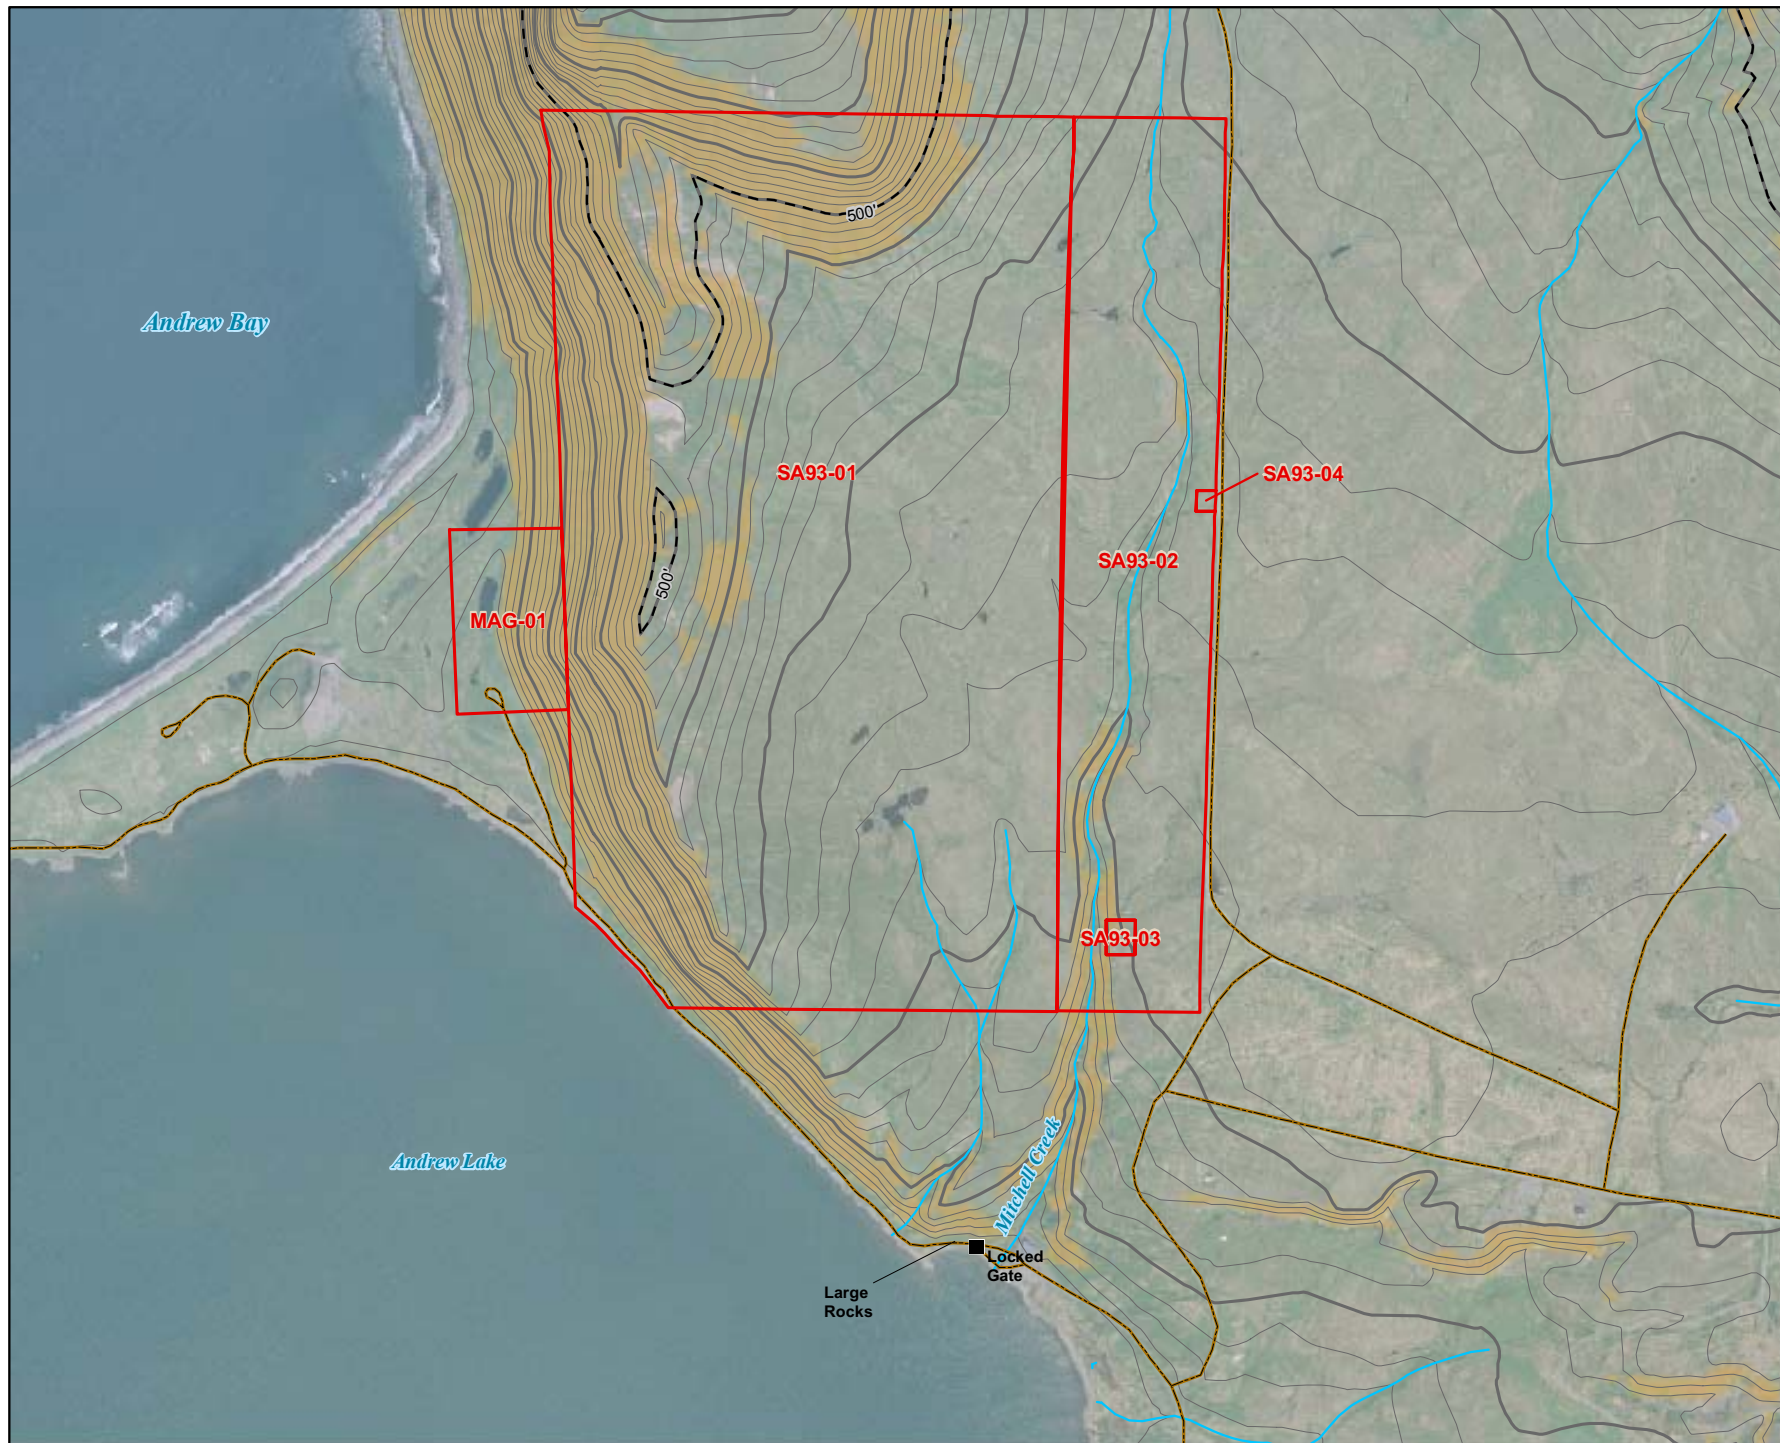 500'
Andrew Bay
SA93-01
SA93-04
SA93-02
500'
MAG-01
SA93-03
Andrew Lake
Mitchell Creek
Locked
Gate
Large
Rocks